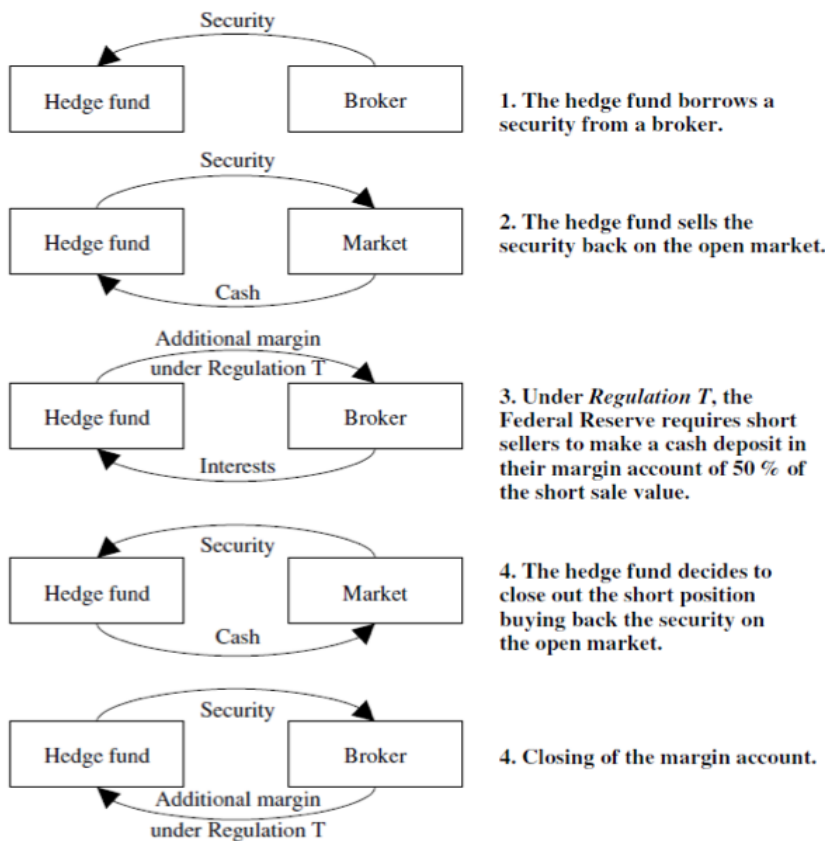 Security
Hedge fund
Broker
1. The hedge fund borrows a
security from a broker.
Security
Hedge fund
Market
Cash
2. The hedge fund sells the
security back on the open market.
Additional margin
under Regulation T
Hedge fund
Broker
Interests
3. Under Regulation T, the
Federal Reserve requires short
sellers to make a cash deposit in
their margin account of 50 % of
the short sale value.
Security
Hedge fund
Market
Cash
4. The hedge fund decides to
close out the short position
buying back the security on
the open market.
Security
Hedge fund
Broker
Additional margin
under Regulation T
4. Closing of the margin account.